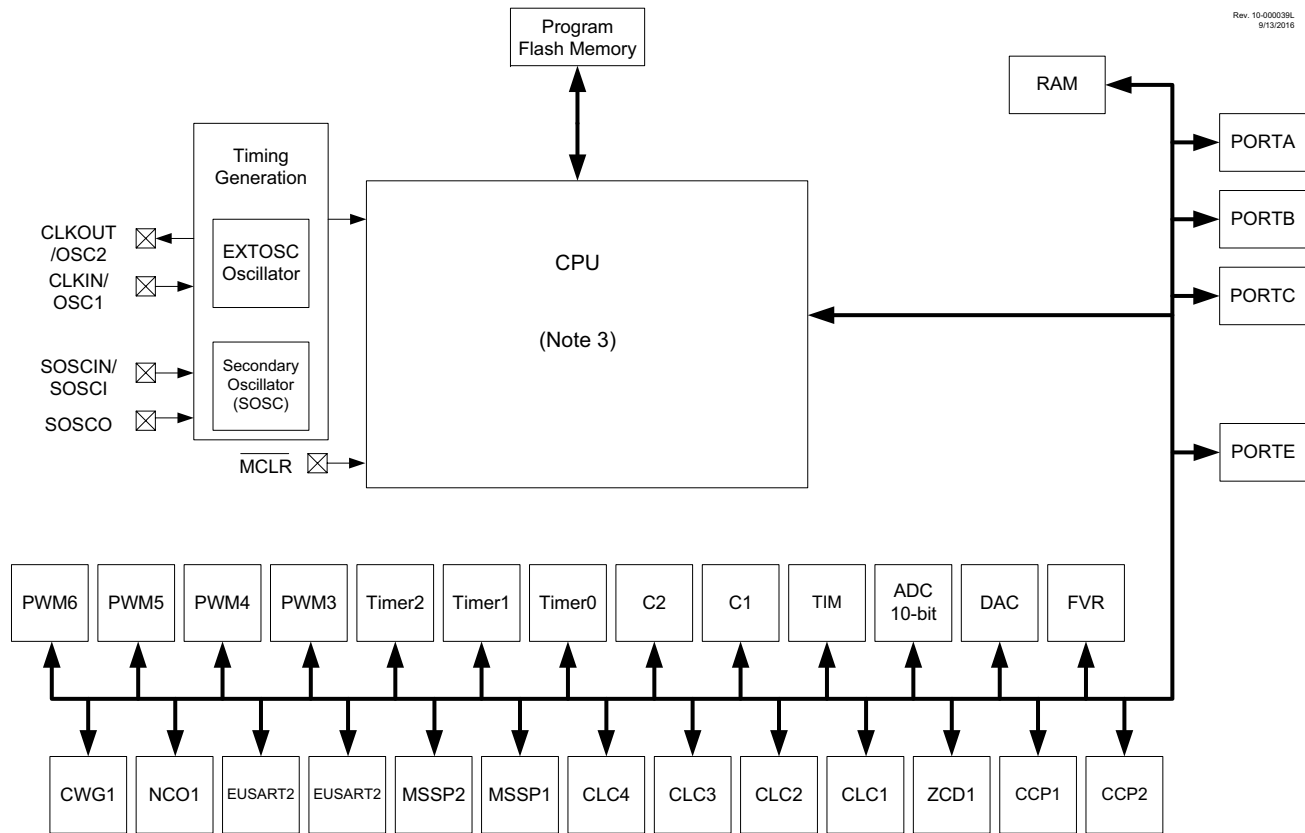 Rev. 10-000039L
9/13/2016
Program
Flash Memory
RAM
PORTA
PORTB
PORTC
PORTE
Timing
Generation
EXTOSC
Oscillator
Secondary
Oscillator
(SOSC)
CLKOUT
/OSC2
CLKIN/
OSC1
SOSCIN/
SOSCI
SOSCO
MCLR
CPU
(Note 3)
PWM6
PWM5
PWM4
PWM3
Timer2
Timer1
Timer0
C2
C1
TIM
ADC
10-bit
DAC
FVR
CWG1
NCO1
EUSART2
EUSART2
MSSP2
MSSP1
CLC4
CLC3
CLC2
CLC1
ZCD1
CCP1
CCP2